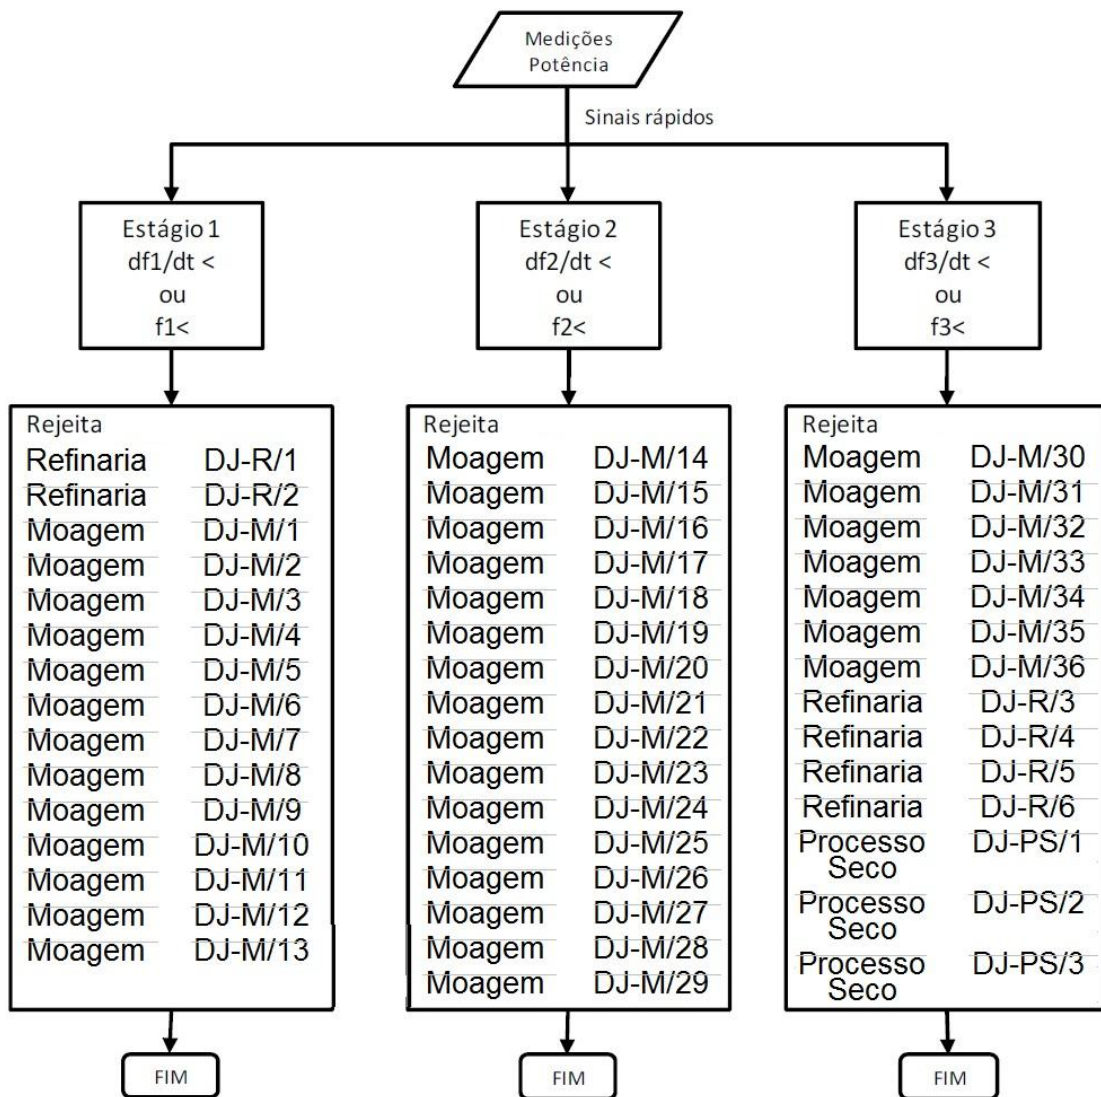 Medições
Potência
Sinais rápidos
Estágio 1
df1/dt <
ou
f1<
Estágio 2
df2/dt <
ou
f2<
Estágio 3
df3/dt <
ou
f3<
Rejeita
Refinaria DJ-R/1
Refinaria DJ-R/2
Moagem DJ-M/1
Moagem DJ-M/2
Moagem DJ-M/3
Moagem DJ-M/4
Moagem DJ-M/5
Moagem DJ-M/6
Moagem DJ-M/7
Moagem DJ-M/8
Moagem DJ-M/9
Moagem DJ-M/10
Moagem DJ-M/11
Moagem DJ-M/12
Moagem DJ-M/13
Rejeita
Moagem DJ-M/14
Moagem DJ-M/15
Moagem DJ-M/16
Moagem DJ-M/17
Moagem DJ-M/18
Moagem DJ-M/19
Moagem DJ-M/20
Moagem DJ-M/21
Moagem DJ-M/22
Moagem DJ-M/23
Moagem DJ-M/24
Moagem DJ-M/25
Moagem DJ-M/26
Moagem DJ-M/27
Moagem DJ-M/28
Moagem DJ-M/29
Rejeita
Moagem DJ-M/30
Moagem DJ-M/31
Moagem DJ-M/32
Moagem DJ-M/33
Moagem DJ-M/34
Moagem DJ-M/35
Moagem DJ-M/36
Refinaria DJ-R/3
Refinaria DJ-R/4
Refinaria DJ-R/5
Refinaria DJ-R/6
Processo DJ-PS/1
Seco
Processo DJ-PS/2
Seco
Processo DJ-PS/3
Seco
FIM
FIM
FIM